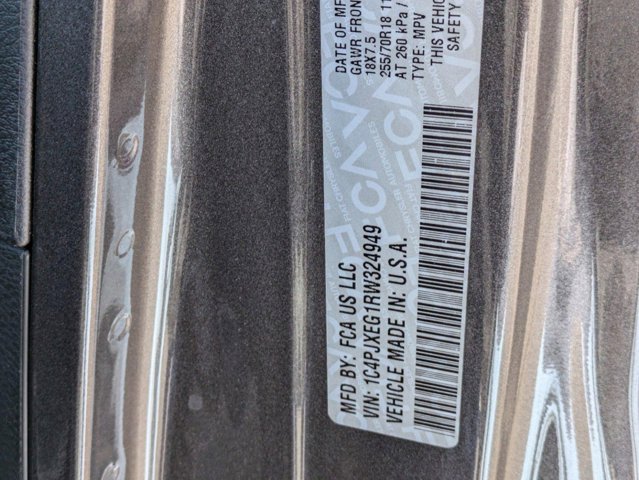 MFD BY: FCA US LLC
VIN: 1C4PJXEG1RW324949
VEHICLE MADE IN: U.S.A.
DATE OF MF
GAWR FRON
18X7.5
255/70R18 11
AT 260 kPa /
TYPE: MPV
THIS VEHIC
SAFETY